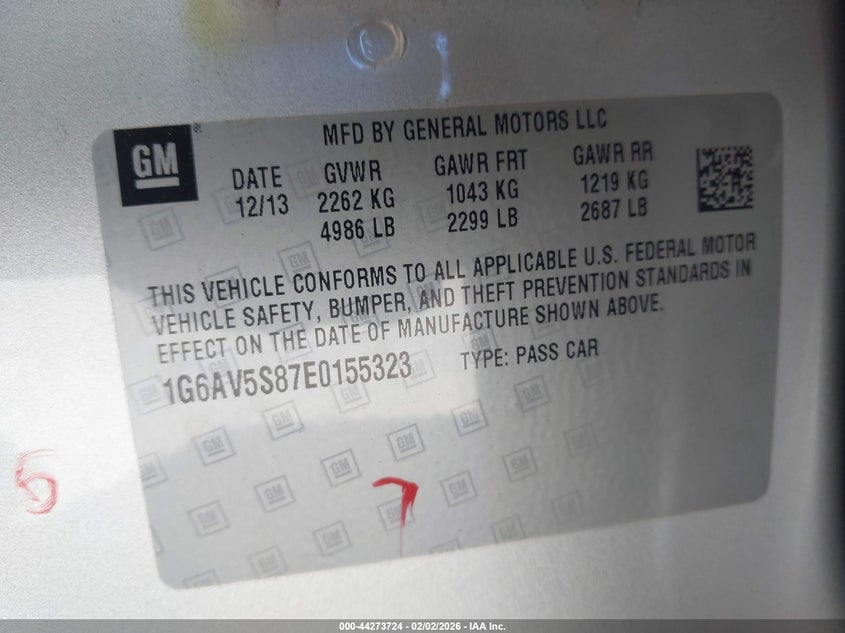 GM
MFD BY GENERAL MOTORS LLC
DATE GVWR GAWR FRT GAWR RR
12/13 2262 KG 1043 KG 1219 KG
4986 LB 2299 LB 2687 LB
THIS VEHICLE CONFORMS TO ALL APPLICABLE U.S. FEDERAL MOTOR
VEHICLE SAFETY, BUMPER, AND THEFT PREVENTION STANDARDS IN
EFFECT ON THE DATE OF MANUFACTURE SHOWN ABOVE.
1G6AV5S87E0155323 TYPE: PASS CAR
5
7
000-44273724 - 02/02/2026 - IAA Inc.